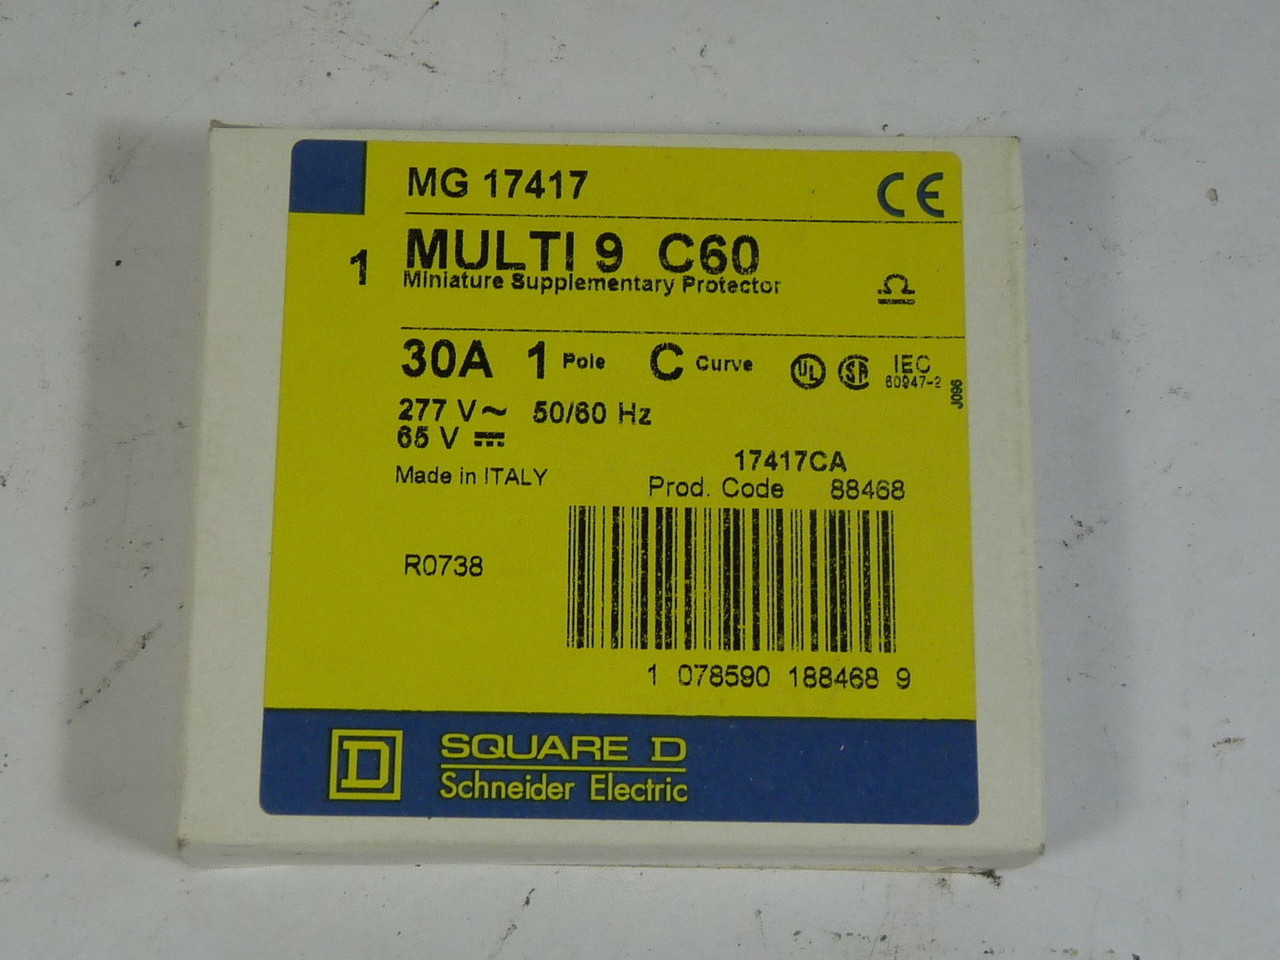 MG 17417
CE
1
MULTI 9 C60
Miniature Supplementary Protector
30A 1 Pole C Curve UL SA IEC
60947-2
J096
277 V~ 50/60 Hz
65 V
17417CA
Made in ITALY
Prod. Code 88468
R0738
1 078590 188468 9
D SQUARE D
Schneider Electric